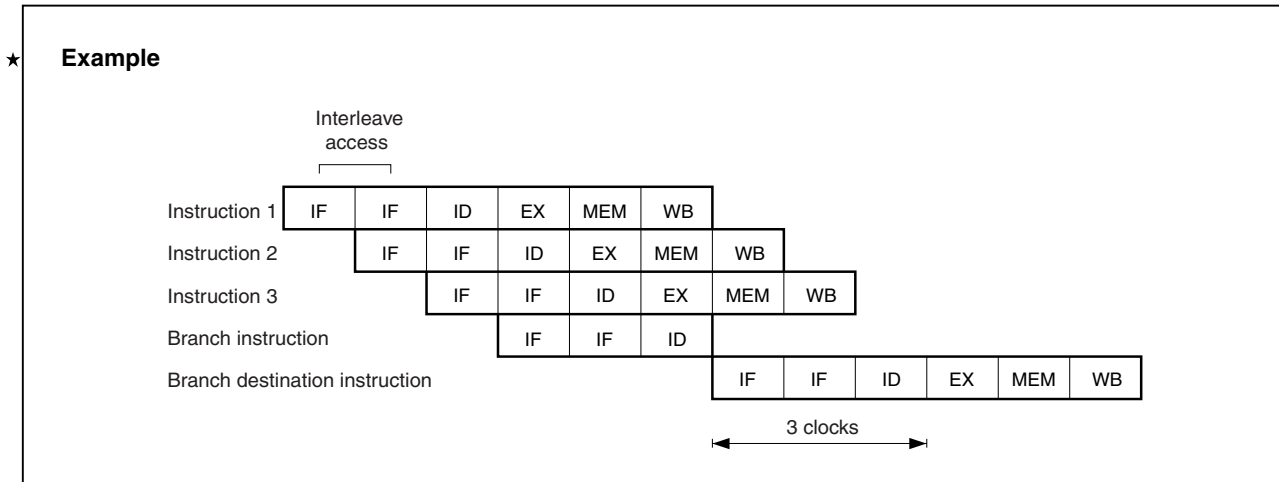 ★ Example
Interleave
access
Instruction 1 IF IF ID EX MEM WB
Instruction 2 IF IF ID EX MEM WB
Instruction 3 IF IF ID EX MEM WB
Branch instruction IF IF ID
Branch destination instruction IF IF ID EX MEM WB
3 clocks